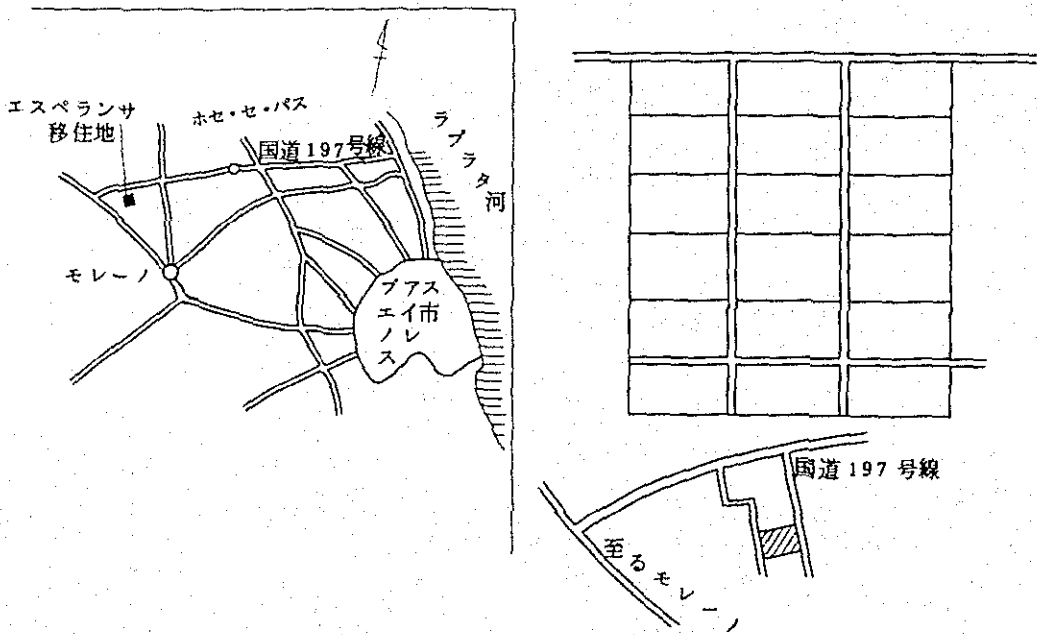 エスペランサ
移住地
ホセ・セ・パス
国道197号線
ラプラタ河
モレーノ
ブエノス
アイレ
ス市
国道197号線
至るモレーノ